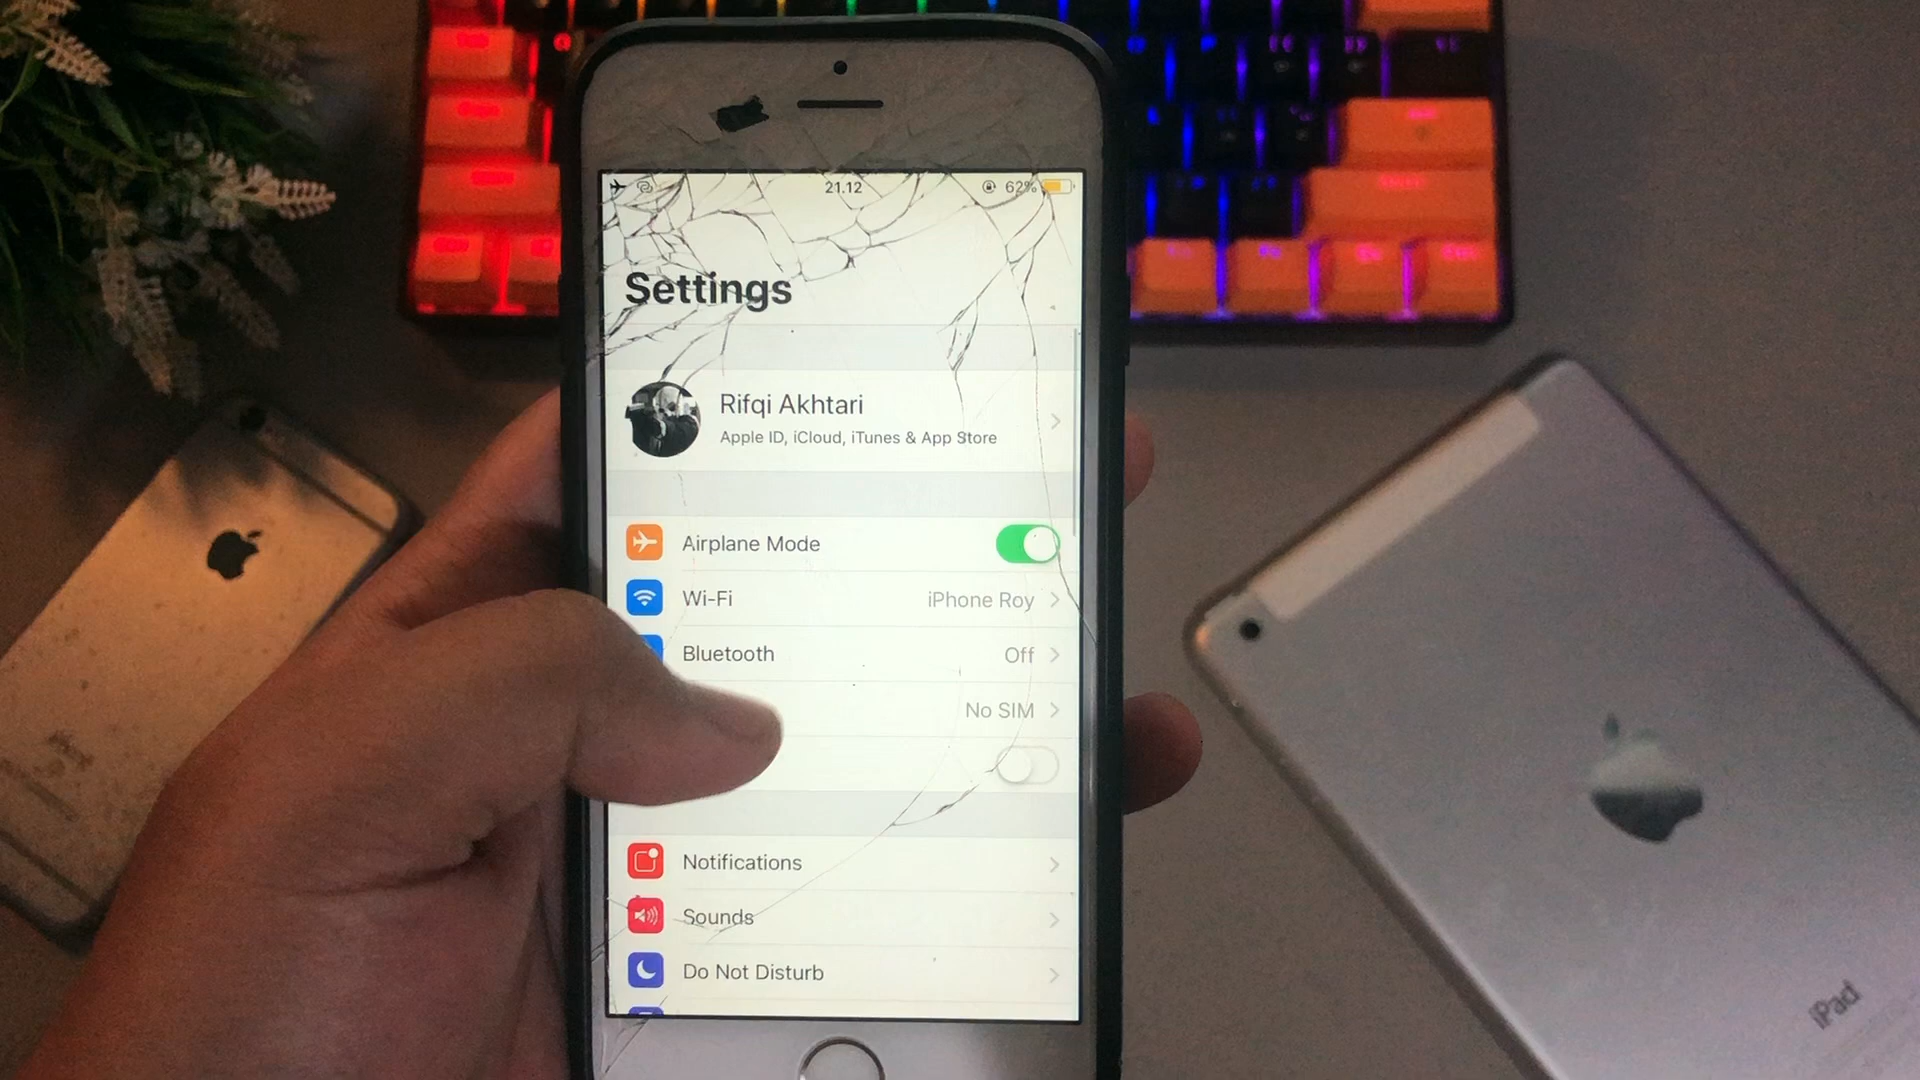 21.12
62%
Settings
Rifqi Akhtari
Apple ID, iCloud, iTunes & App Store
Airplane Mode
Wi-Fi
iPhone Roy
Bluetooth
Off
No SIM
Notifications
Sounds
Do Not Disturb
iPad